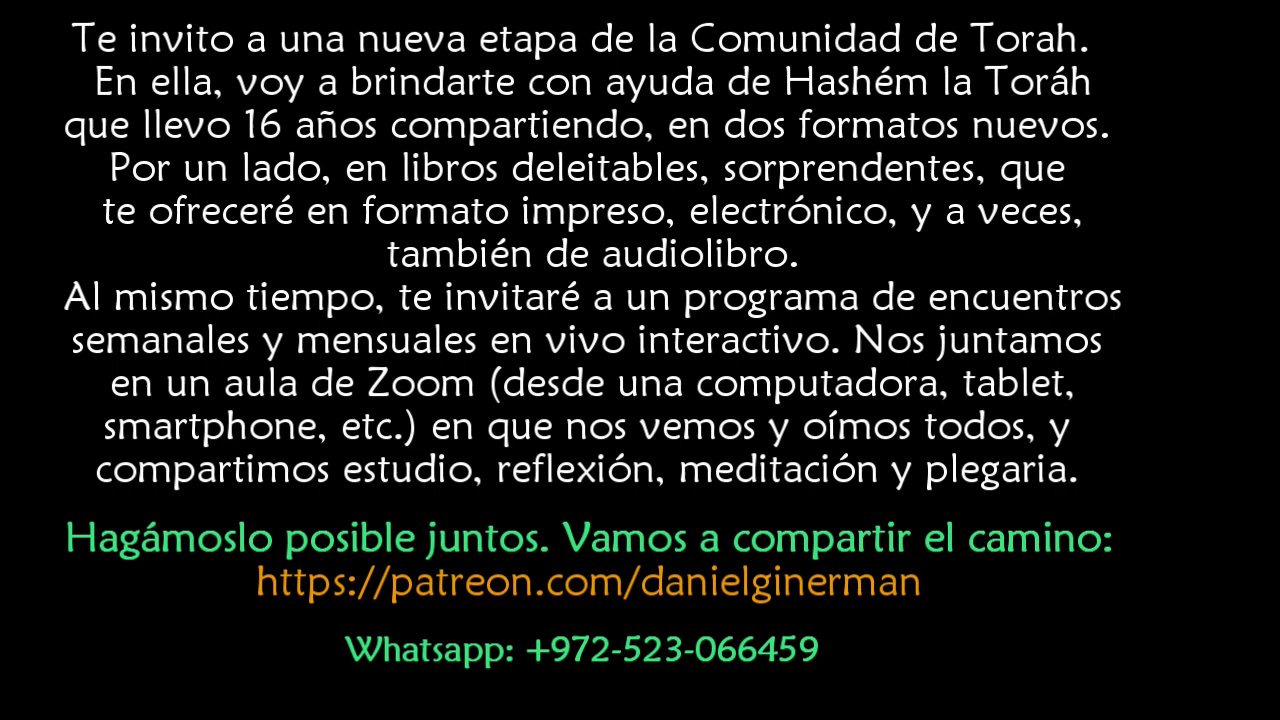 Te invito a una nueva etapa de la Comunidad de Torah.
En ella, voy a brindarte con ayuda de Hashém la Toráh
que llevo 16 años compartiendo, en dos formatos nuevos.
Por un lado, en libros deleitables, sorprendentes, que
te ofreceré en formato impreso, electrónico, y a veces,
también de audiolibro.
Al mismo tiempo, te invitaré a un programa de encuentros
semanales y mensuales en vivo interactivo. Nos juntamos
en un aula de Zoom (desde una computadora, tablet,
smartphone, etc.) en que nos vemos y oímos todos, y
compartimos estudio, reflexión, meditación y plegaria.
Hagámoslo posible juntos. Vamos a compartir el camino:
https://patreon.com/danielginerman
Whatsapp: +972-523-066459